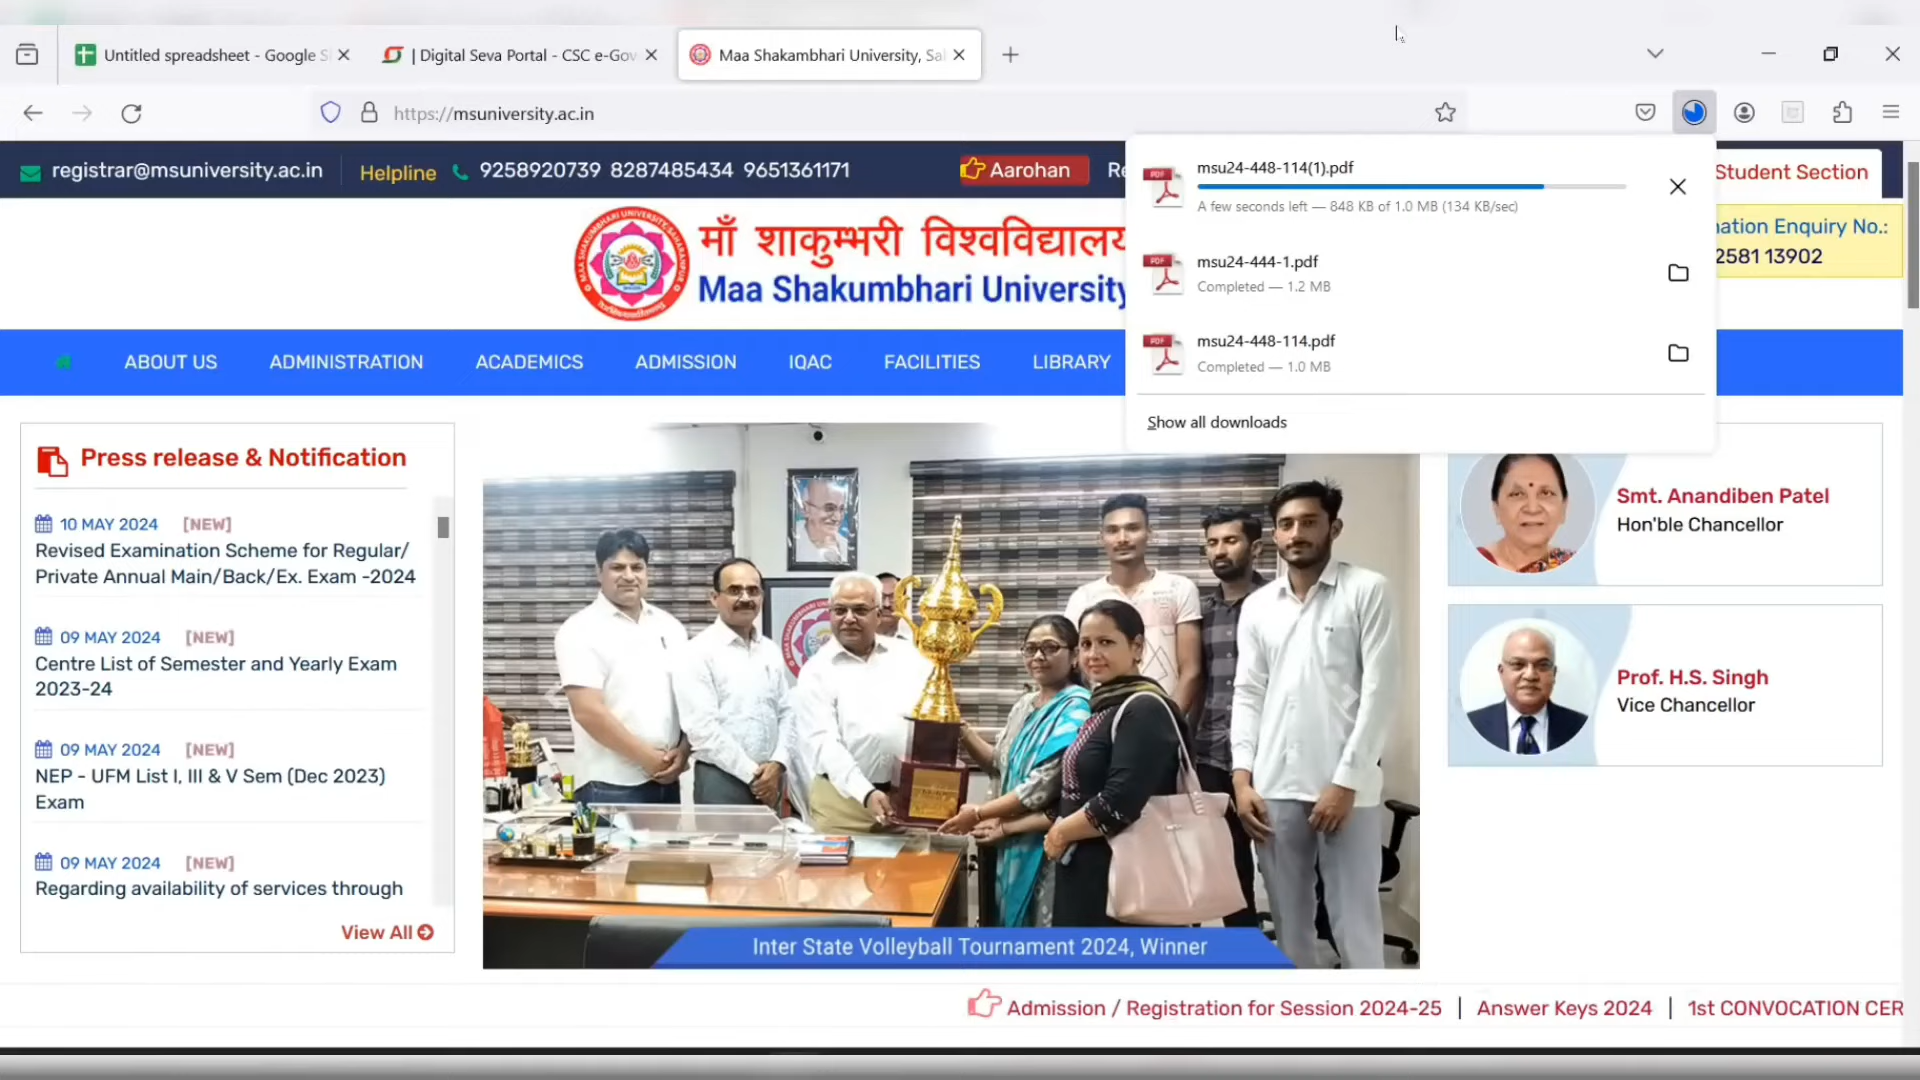 Untitled spreadsheet - Google S
| Digital Seva Portal - CSC e-Gov
Maa Shakambhari University, Sa
https://msuniversity.ac.in
registrar@msuniversity.ac.in
Helpline
9258920739 8287485434 9651361171
Aarohan
Re
Student Section
msu24-448-114(1).pdf
A few seconds left — 848 KB of 1.0 MB (134 KB/sec)
msu24-444-1.pdf
Completed — 1.2 MB
msu24-448-114.pdf
Completed — 1.0 MB
Show all downloads
nation Enquiry No.:
2581 13902
माँ शाकुम्भरी विश्वविद्यालय
Maa Shakumbhari University
ABOUT US
ADMINISTRATION
ACADEMICS
ADMISSION
IQAC
FACILITIES
LIBRARY
Press release & Notification
10 MAY 2024 [NEW]
Revised Examination Scheme for Regular/
Private Annual Main/Back/Ex. Exam -2024
09 MAY 2024 [NEW]
Centre List of Semester and Yearly Exam
2023-24
09 MAY 2024 [NEW]
NEP - UFM List I, III & V Sem (Dec 2023)
Exam
09 MAY 2024 [NEW]
Regarding availability of services through
View All
Inter State Volleyball Tournament 2024, Winner
Smt. Anandiben Patel
Hon'ble Chancellor
Prof. H.S. Singh
Vice Chancellor
Admission / Registration for Session 2024-25 | Answer Keys 2024 | 1st CONVOCATION CER